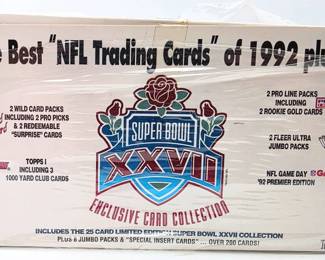 Best "NFL Trading Cards" of 1992
2 WILD CARD PACKS
INCLUDING 2 PRO PICKS
& 2 REDEEMABLE
"SURPRISE" CARDS
TOPPS I
INCLUDING 3
1000 YARD CLUB CARDS
SUPER BOWL
XXVII
EXCLUSIVE CARD COLLECTION
2 PRO LINE PACKS
INCLUDING
2 ROOKIE GOLD CARDS
2 FLEER ULTRA
JUMBO PACKS
NFL GAME DAY
'92 PREMIER EDITION
INCLUDES THE 25 CARD LIMITED EDITION SUPER BOWL XXVII COLLECTION
PLUS 8 JUMBO PACKS & "SPECIAL INSERT CARDS" ... OVER 200 CARDS!